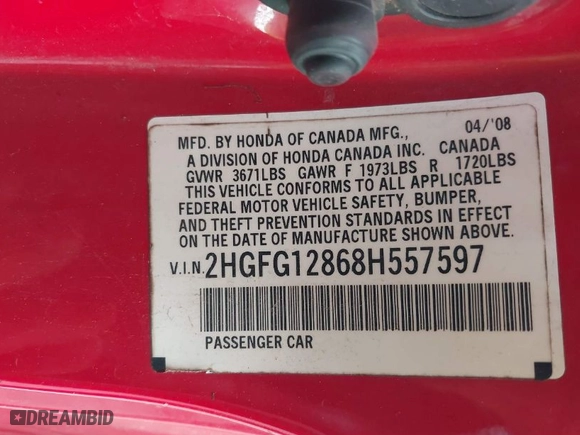 MFD. BY HONDA OF CANADA MFG., 04/'08
A DIVISION OF HONDA CANADA INC. CANADA
GVWR 3671LBS GAWR F 1973LBS R 1720LBS
THIS VEHICLE CONFORMS TO ALL APPLICABLE
FEDERAL MOTOR VEHICLE SAFETY, BUMPER,
AND THEFT PREVENTION STANDARDS IN EFFECT
ON THE DATE OF MANUFACTURE SHOWN ABOVE.
V.I.N. 2HGFG12868H557597
PASSENGER CAR
DREAMBID